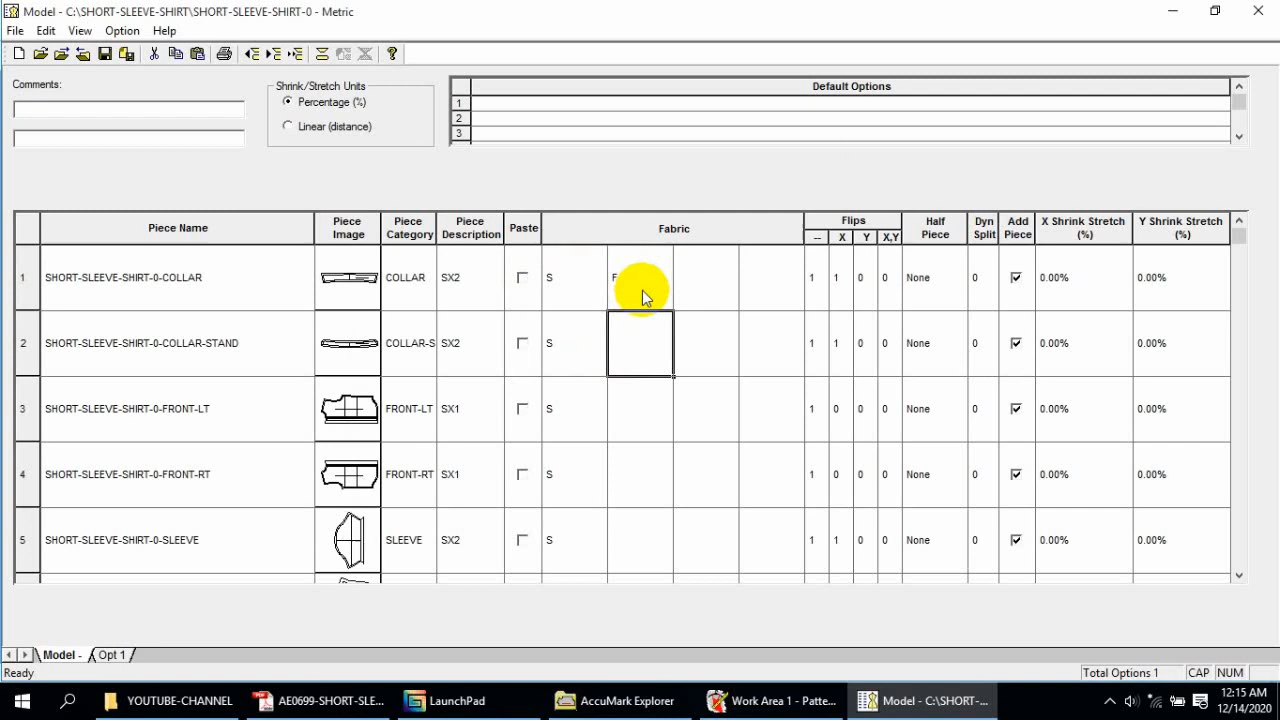 Model - C:\SHORT-SLEEVE-SHIRT\SHORT-SLEEVE-SHIRT-0 - Metric
File Edit View Option Help
Comments:
Shrink/Stretch Units
Percentage (%)
Linear (distance)
Default Options
1
2
3
Piece Name Piece Image Piece Category Piece Description Paste Fabric Flips -- X Y X,Y Half Piece Dyn Split Add Piece X Shrink Stretch (%) Y Shrink Stretch (%)
1 SHORT-SLEEVE-SHIRT-0-COLLAR COLLAR SX2 S F 1 1 0 0 None 0 0.00% 0.00%
2 SHORT-SLEEVE-SHIRT-0-COLLAR-STAND COLLAR-S SX2 S 1 1 0 0 None 0 0.00% 0.00%
3 SHORT-SLEEVE-SHIRT-0-FRONT-LT FRONT-LT SX1 S 1 0 0 0 None 0 0.00% 0.00%
4 SHORT-SLEEVE-SHIRT-0-FRONT-RT FRONT-RT SX1 S 1 0 0 0 None 0 0.00% 0.00%
5 SHORT-SLEEVE-SHIRT-0-SLEEVE SLEEVE SX2 S 1 1 0 0 None 0 0.00% 0.00%
Model - Opt 1
Ready Total Options 1 CAP NUM
YOUTUBE-CHANNEL AE0699-SHORT-SLE... LaunchPad AccuMark Explorer Work Area 1 - Patte... Model - C:\SHORT-...
12:15 AM
12/14/2020